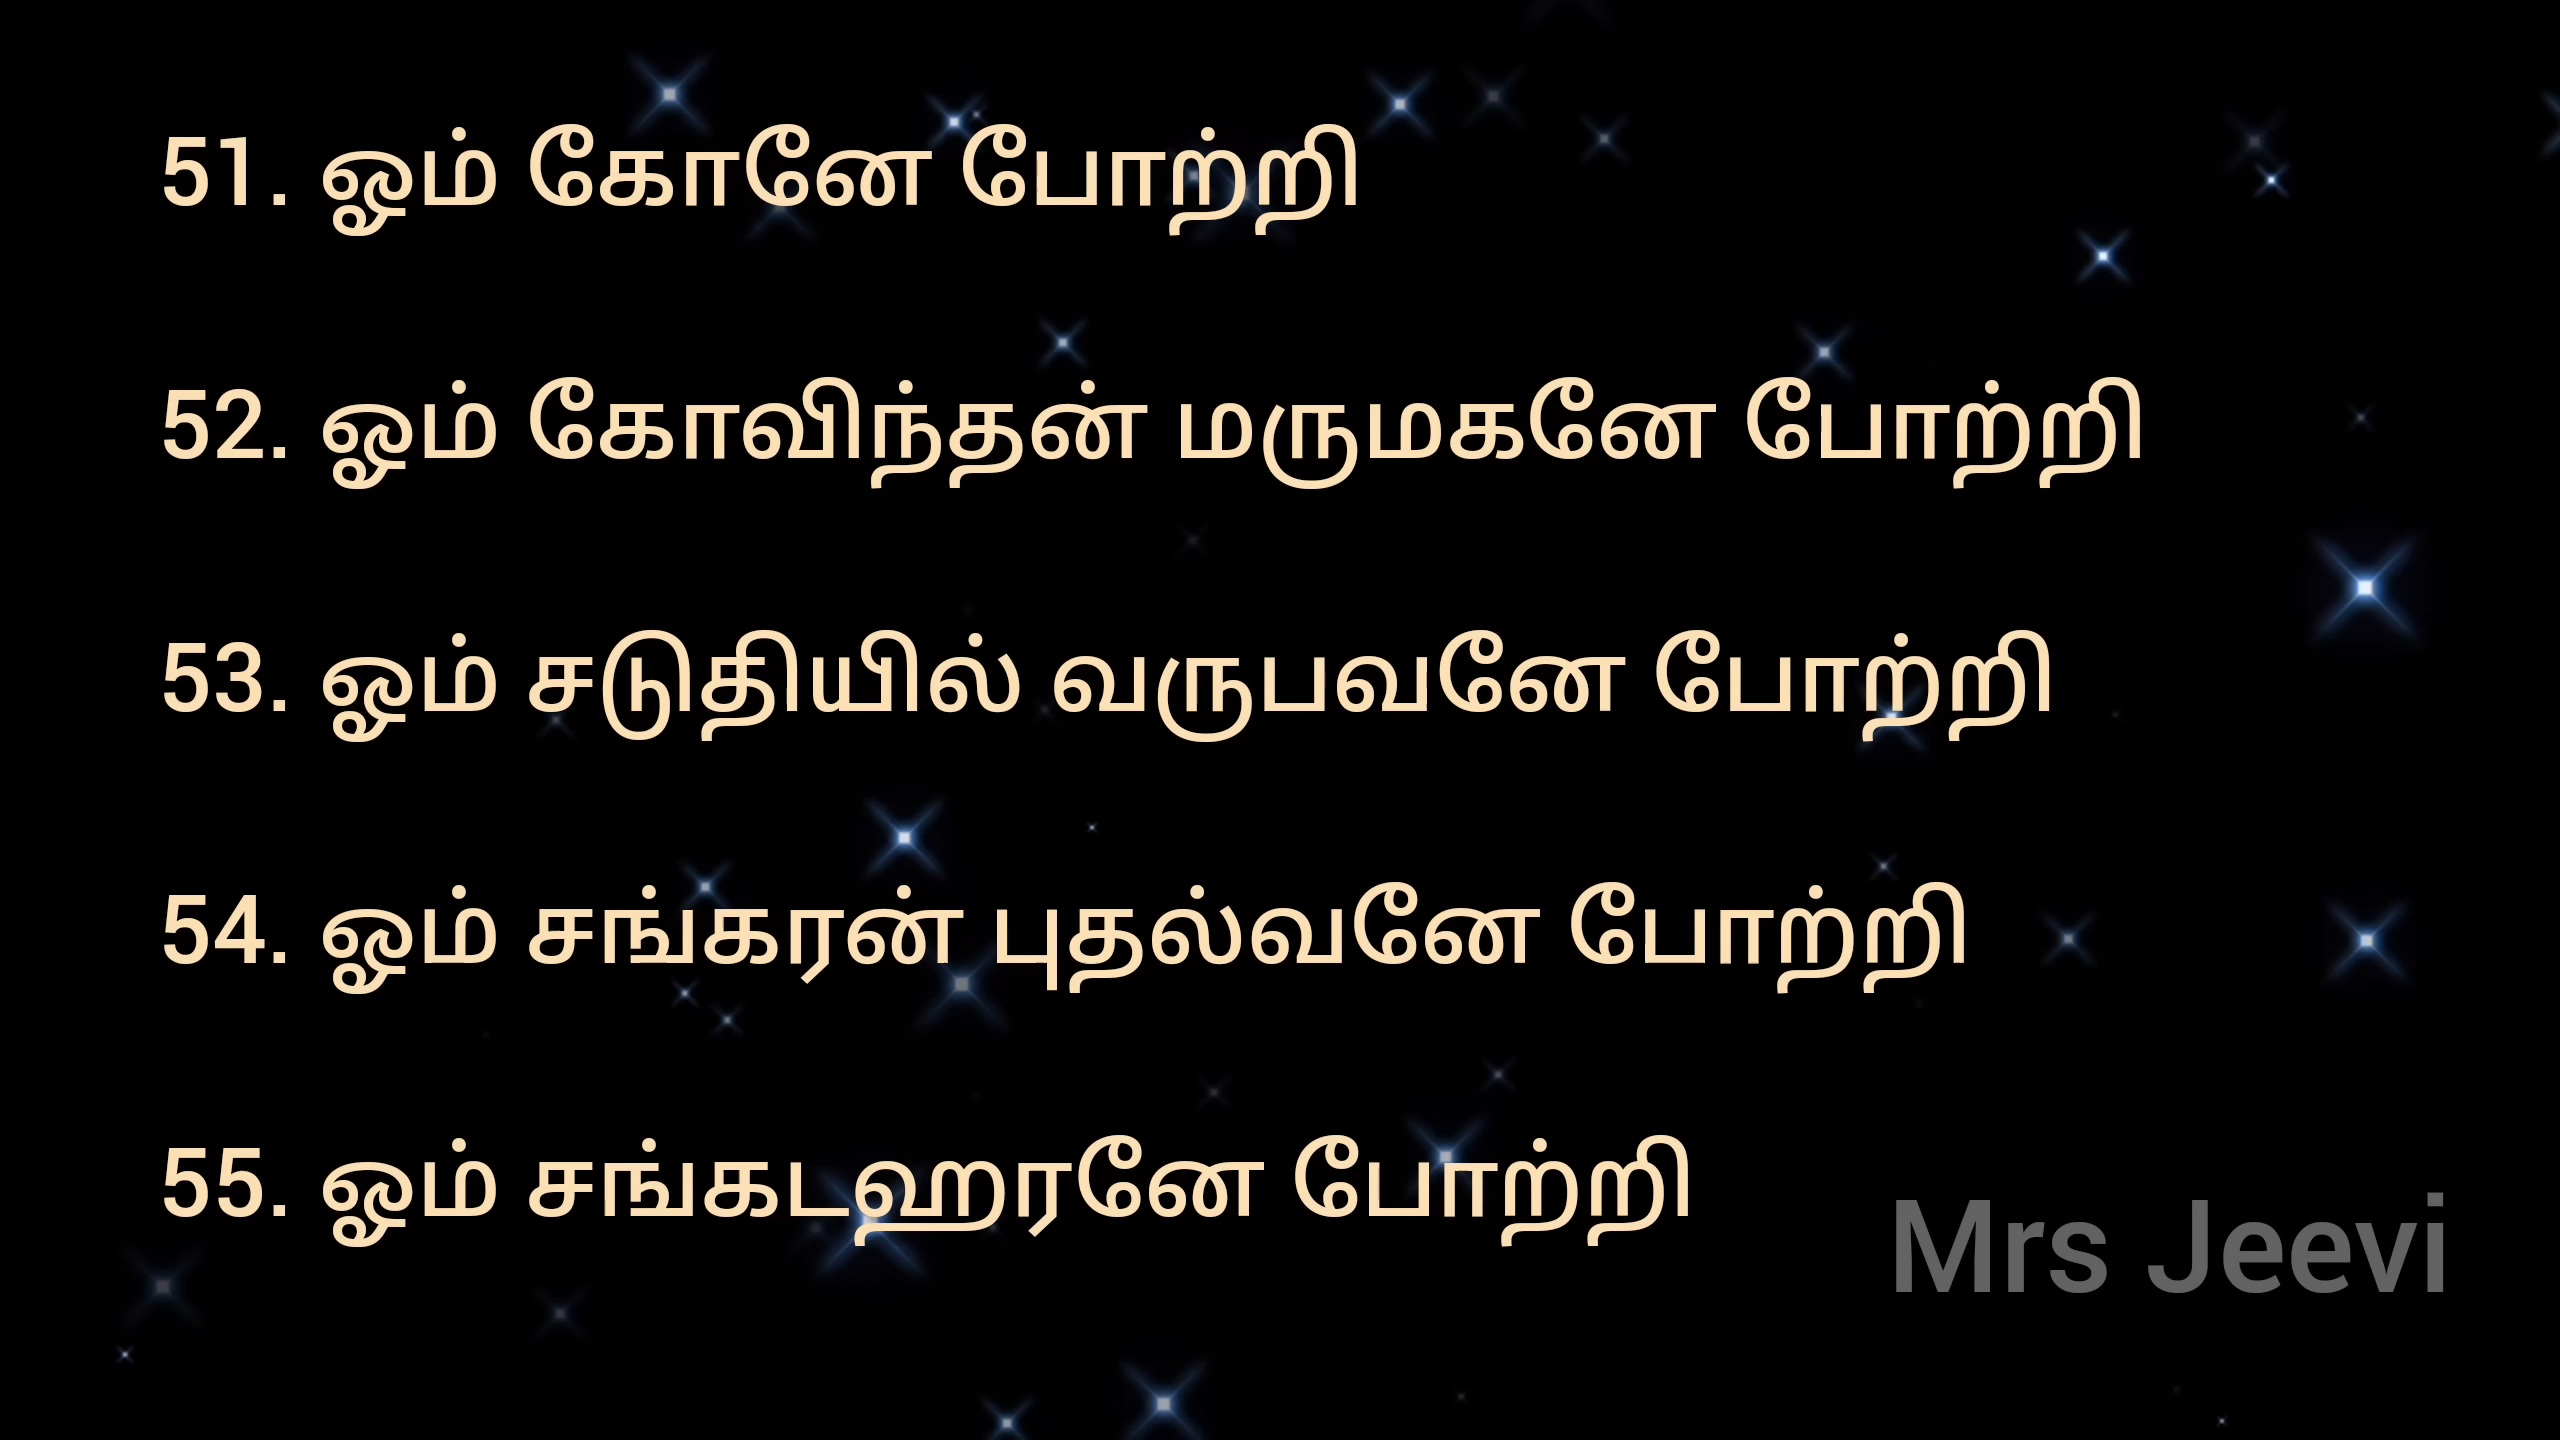 51. ஓம் கோனே போற்றி
52. ஓம் கோவிந்தன் மருமகனே போற்றி
53. ஓம் சடுதியில் வருபவனே போற்றி
54. ஓம் சங்கரன் புதல்வனே போற்றி
55. ஓம் சங்கடஹரனே போற்றி
Mrs Jeevi